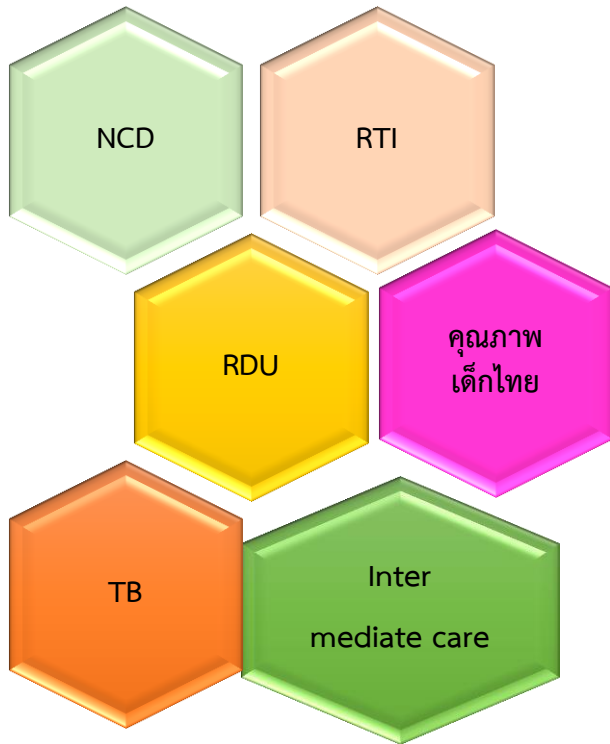 NCD
RTI
RDU
คุณภาพ
เด็กไทย
TB
Inter
mediate care